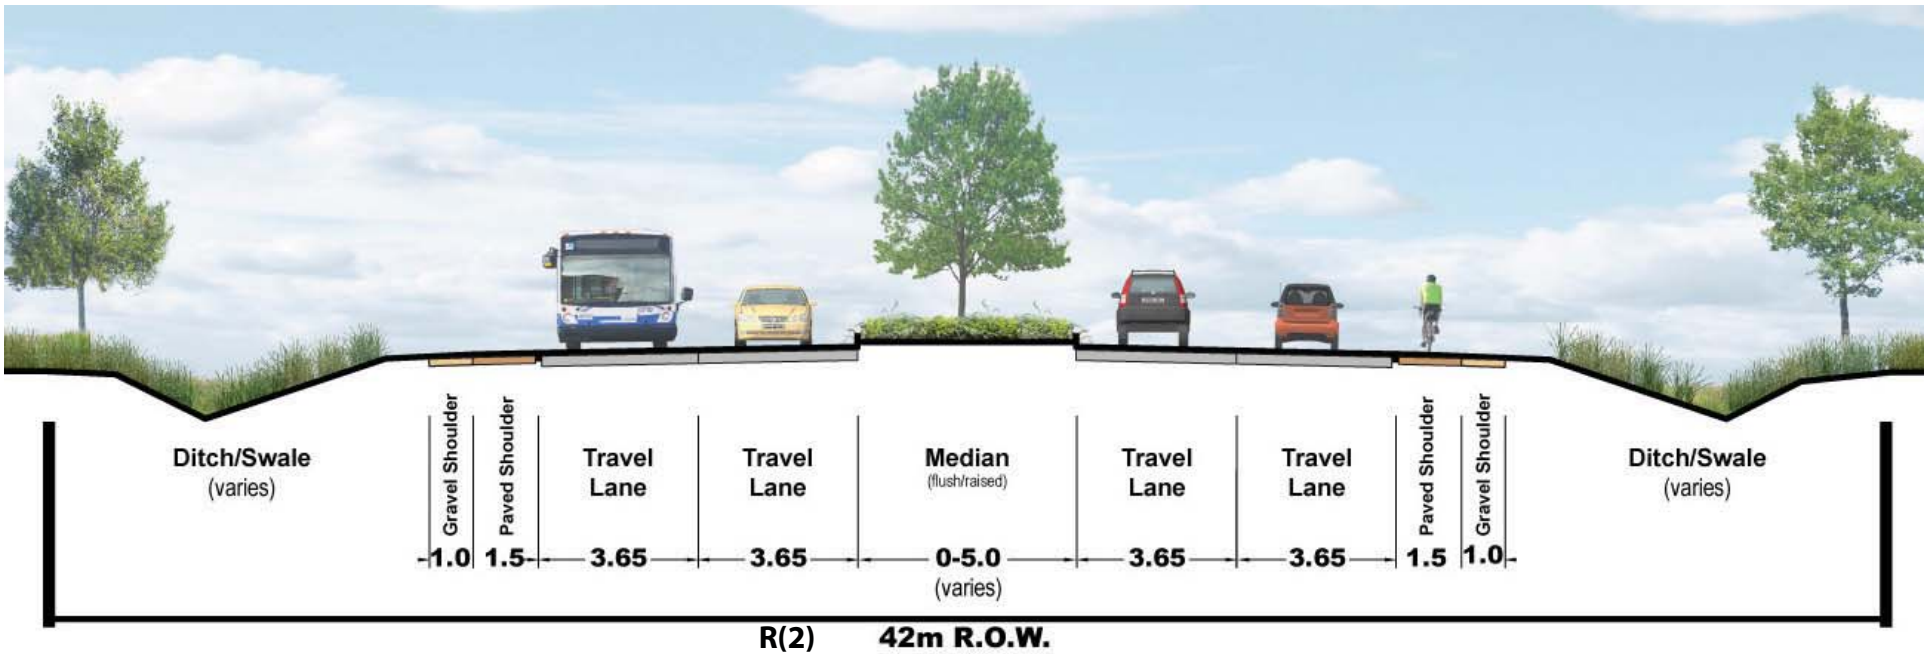 Ditch/Swale
(varies)
Gravel Shoulder
Paved Shoulder
Travel
Lane
Travel
Lane
Median
(flush/raised)
Travel
Lane
Travel
Lane
Paved Shoulder
Gravel Shoulder
Ditch/Swale
(varies)
1.0 1.5 3.65 3.65 0-5.0 3.65 3.65 1.5 1.0
(varies)
R(2) 42m R.O.W.